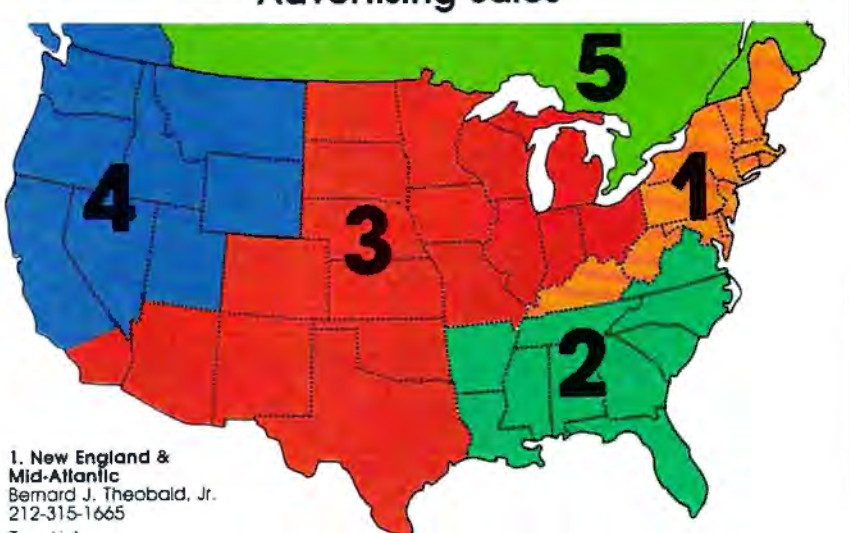 Advertising Sales
5
1
4
3
2
1. New England &
Mid-Atlantic
Bernard J. Theobald, Jr.
212-315-1665